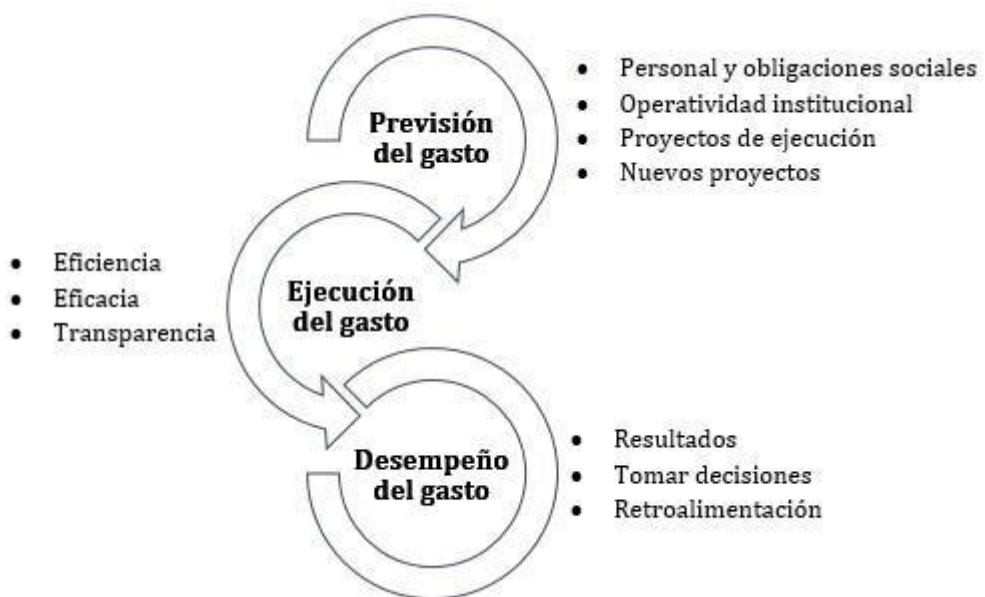 Previsión
del gasto
• Personal y obligaciones sociales
• Operatividad institucional
• Proyectos de ejecución
• Nuevos proyectos
Ejecución
del gasto
• Eficiencia
• Eficacia
• Transparencia
Desempeño
del gasto
• Resultados
• Tomar decisiones
• Retroalimentación